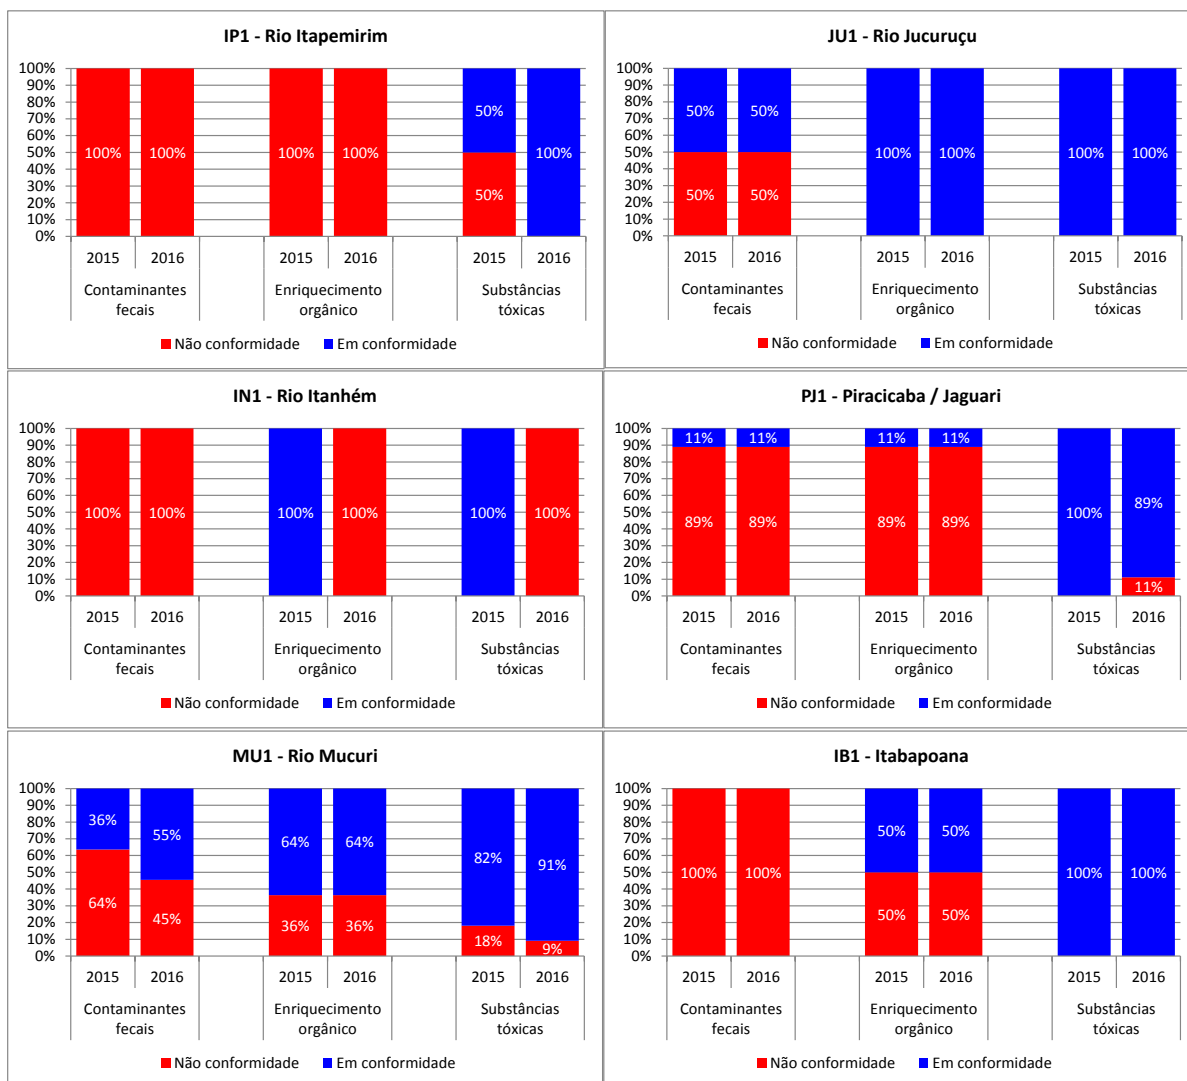 IP1 - Rio Itapemirim
100%
90%
80%
70%
60%
50%
40%
30%
20%
10%
0%
100% 100% 100% 100% 50% 50% 100%
2015 2016 2015 2016 2015 2016
Contaminantes fecais
Enriquecimento orgânico
Substâncias tóxicas
Não conformidade Em conformidade
JU1 - Rio Jucuruçu
100%
90%
80%
70%
60%
50%
40%
30%
20%
10%
0%
50% 50% 50% 50% 100% 100% 100% 100%
2015 2016 2015 2016 2015 2016
Contaminantes fecais
Enriquecimento orgânico
Substâncias tóxicas
Não conformidade Em conformidade
IN1 - Rio Itanhém
100%
90%
80%
70%
60%
50%
40%
30%
20%
10%
0%
100% 100% 100% 100% 100% 100%
2015 2016 2015 2016 2015 2016
Contaminantes fecais
Enriquecimento orgânico
Substâncias tóxicas
Não conformidade Em conformidade
PJ1 - Piracicaba / Jaguari
100%
90%
80%
70%
60%
50%
40%
30%
20%
10%
0%
11% 11% 11% 11% 89%
89% 89% 89% 89% 100% 11%
2015 2016 2015 2016 2015 2016
Contaminantes fecais
Enriquecimento orgânico
Substâncias tóxicas
Não conformidade Em conformidade
MU1 - Rio Mucuri
100%
90%
80%
70%
60%
50%
40%
30%
20%
10%
0%
36% 55% 64% 64% 82% 91%
64% 45% 36% 36% 18% 9%
2015 2016 2015 2016 2015 2016
Contaminantes fecais
Enriquecimento orgânico
Substâncias tóxicas
Não conformidade Em conformidade
IB1 - Itabapoana
100%
90%
80%
70%
60%
50%
40%
30%
20%
10%
0%
100% 100% 50% 50% 100% 100%
50% 50%
2015 2016 2015 2016 2015 2016
Contaminantes fecais
Enriquecimento orgânico
Substâncias tóxicas
Não conformidade Em conformidade